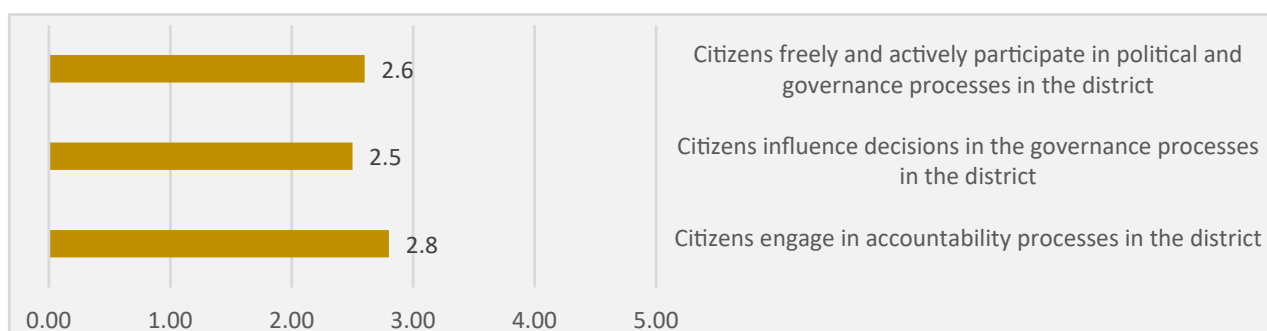 2.6
Citizens freely and actively participate in political and
governance processes in the district
2.5
Citizens influence decisions in the governance processes
in the district
2.8
Citizens engage in accountability processes in the district
0.00 1.00 2.00 3.00 4.00 5.00